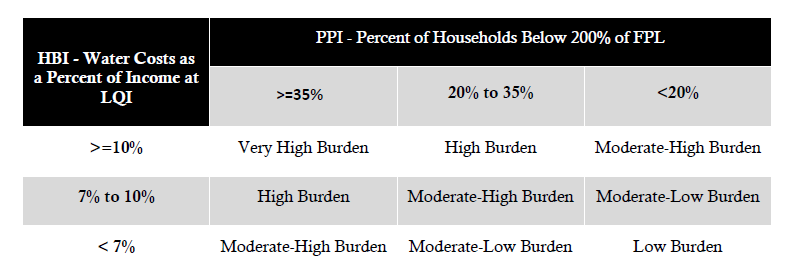 HBI - Water Costs as
a Percent of Income at
LQI
PPI - Percent of Households Below 200% of FPL
>=35%
20% to 35%
<20%
>=10%
Very High Burden
High Burden
Moderate-High Burden
7% to 10%
High Burden
Moderate-High Burden
Moderate-Low Burden
< 7%
Moderate-High Burden
Moderate-Low Burden
Low Burden